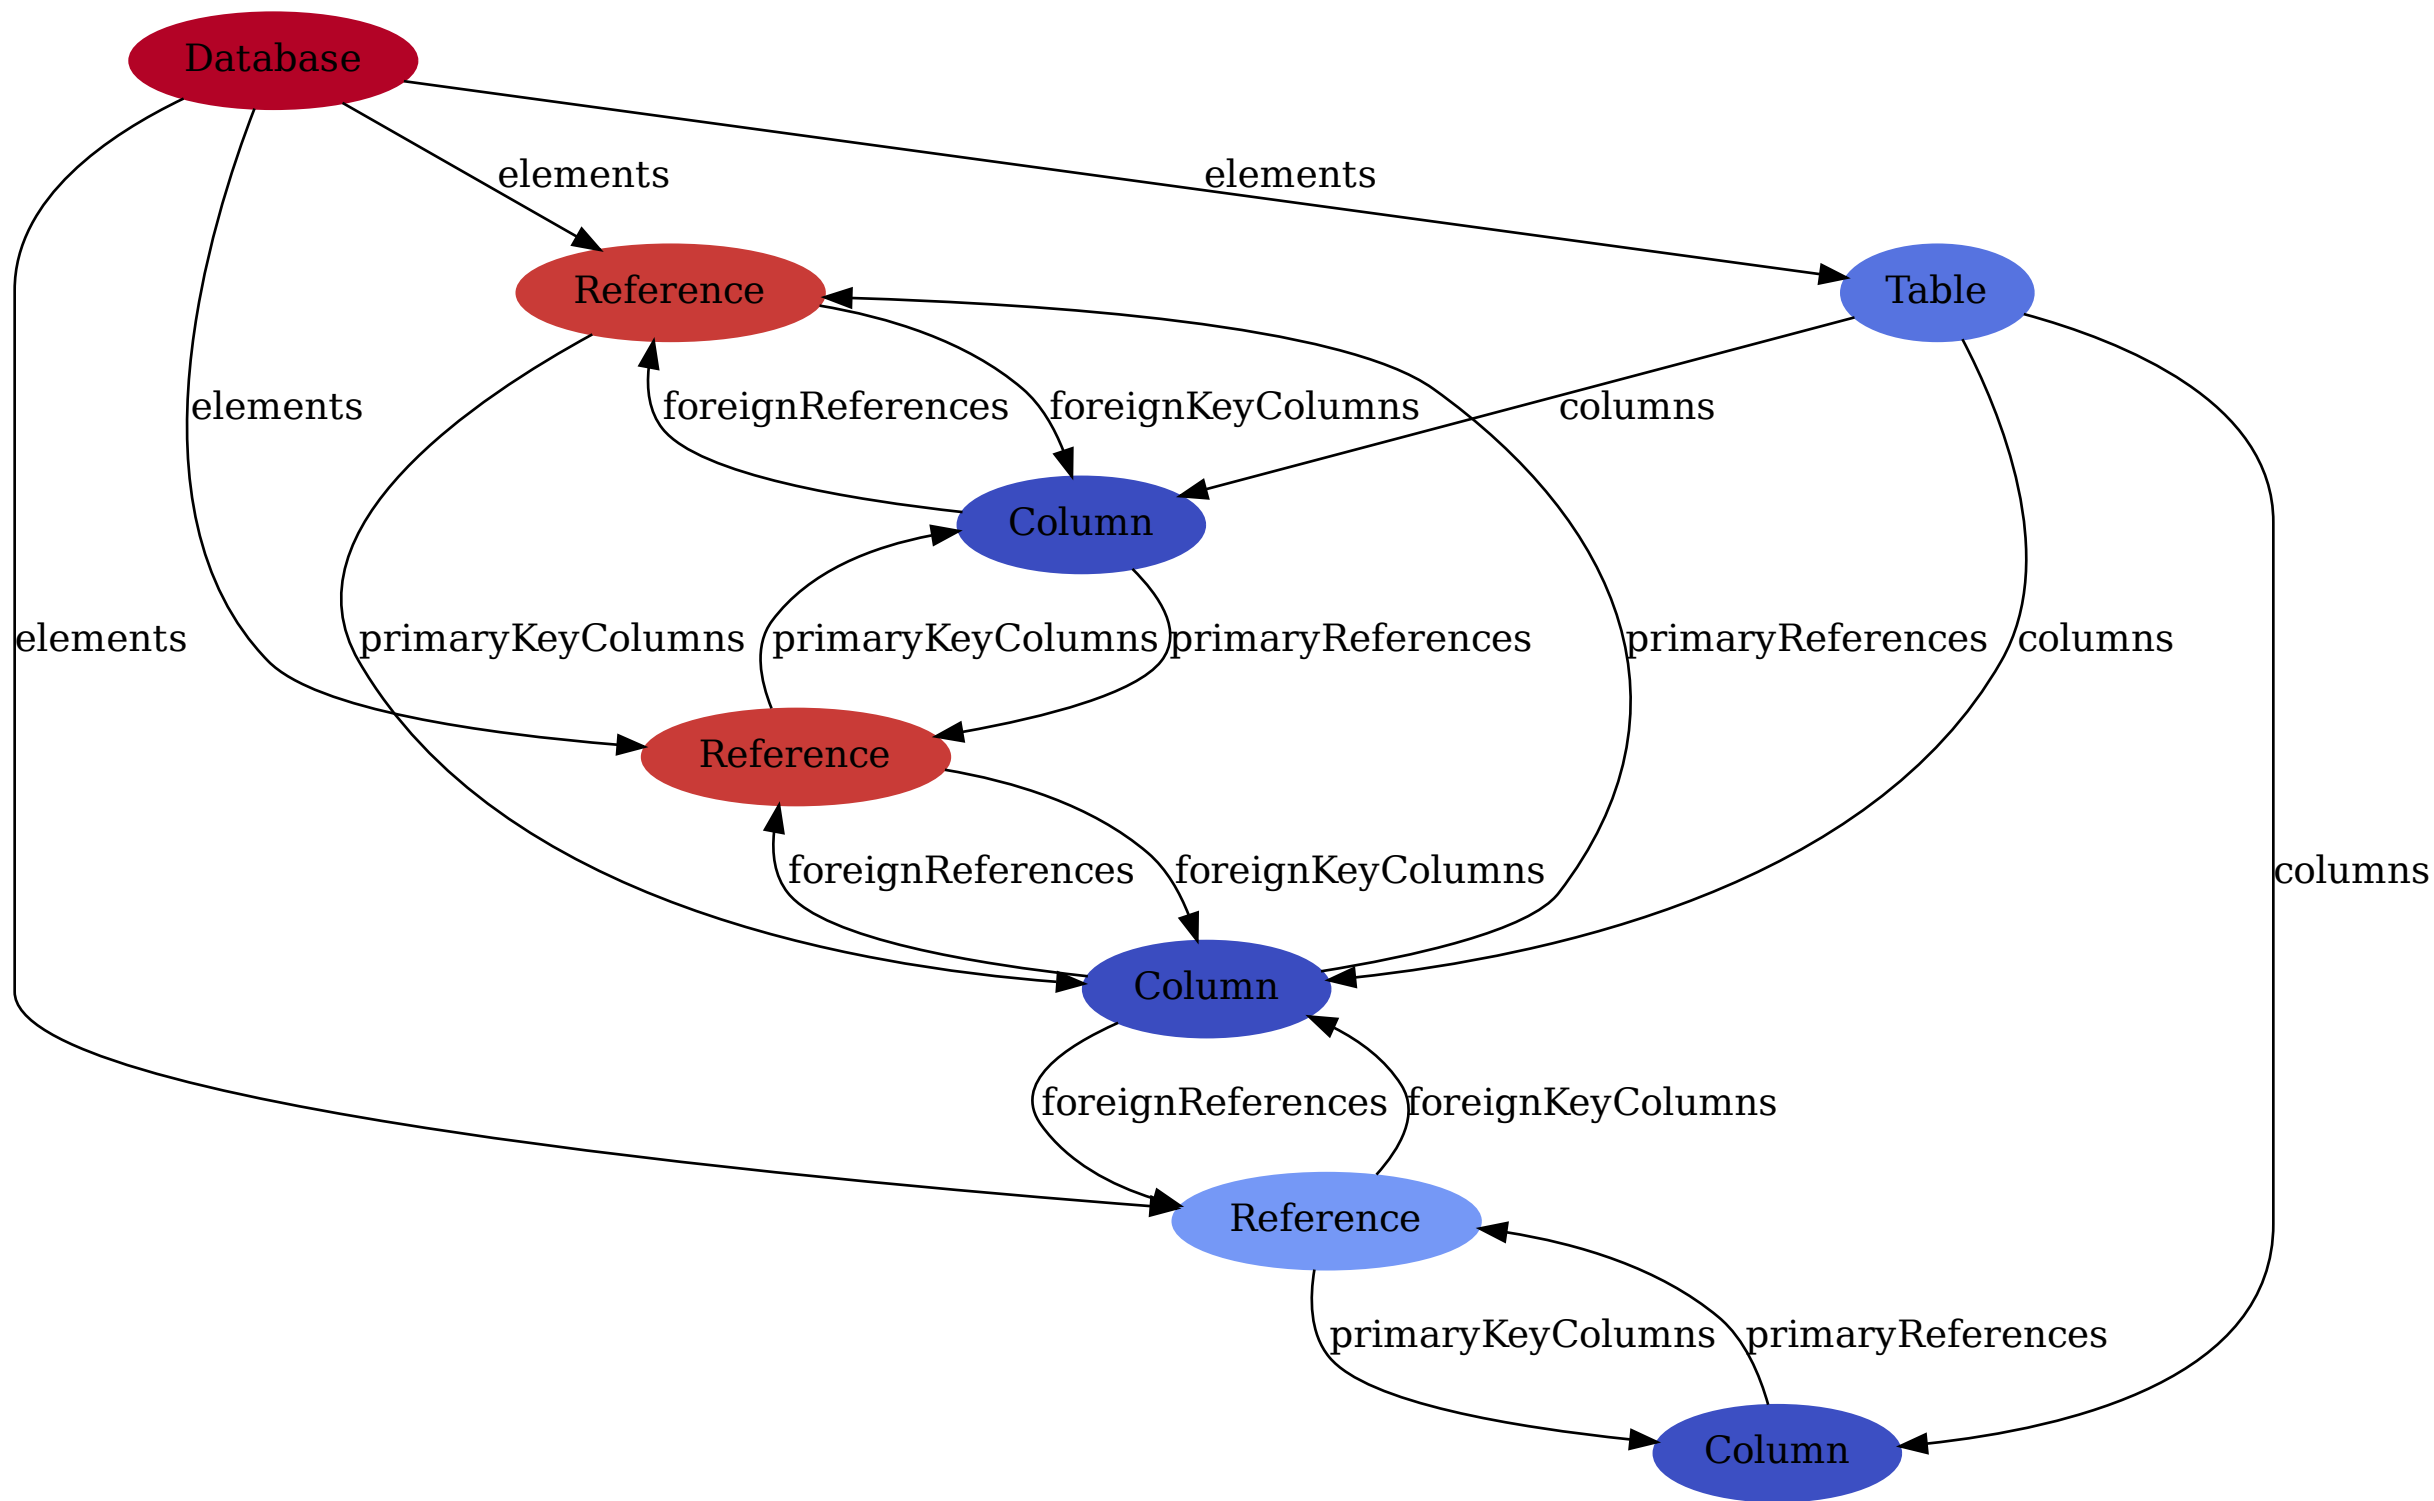 Database
elements
elements
Reference
Table
elements
foreignReferences
foreignKeyColumns
columns
Column
elements
primaryKeyColumns
primaryKeyColumns
primaryReferences
primaryReferences
columns
Reference
foreignReferences
foreignKeyColumns
columns
Column
foreignReferences
foreignKeyColumns
Reference
primaryKeyColumns
primaryReferences
Column